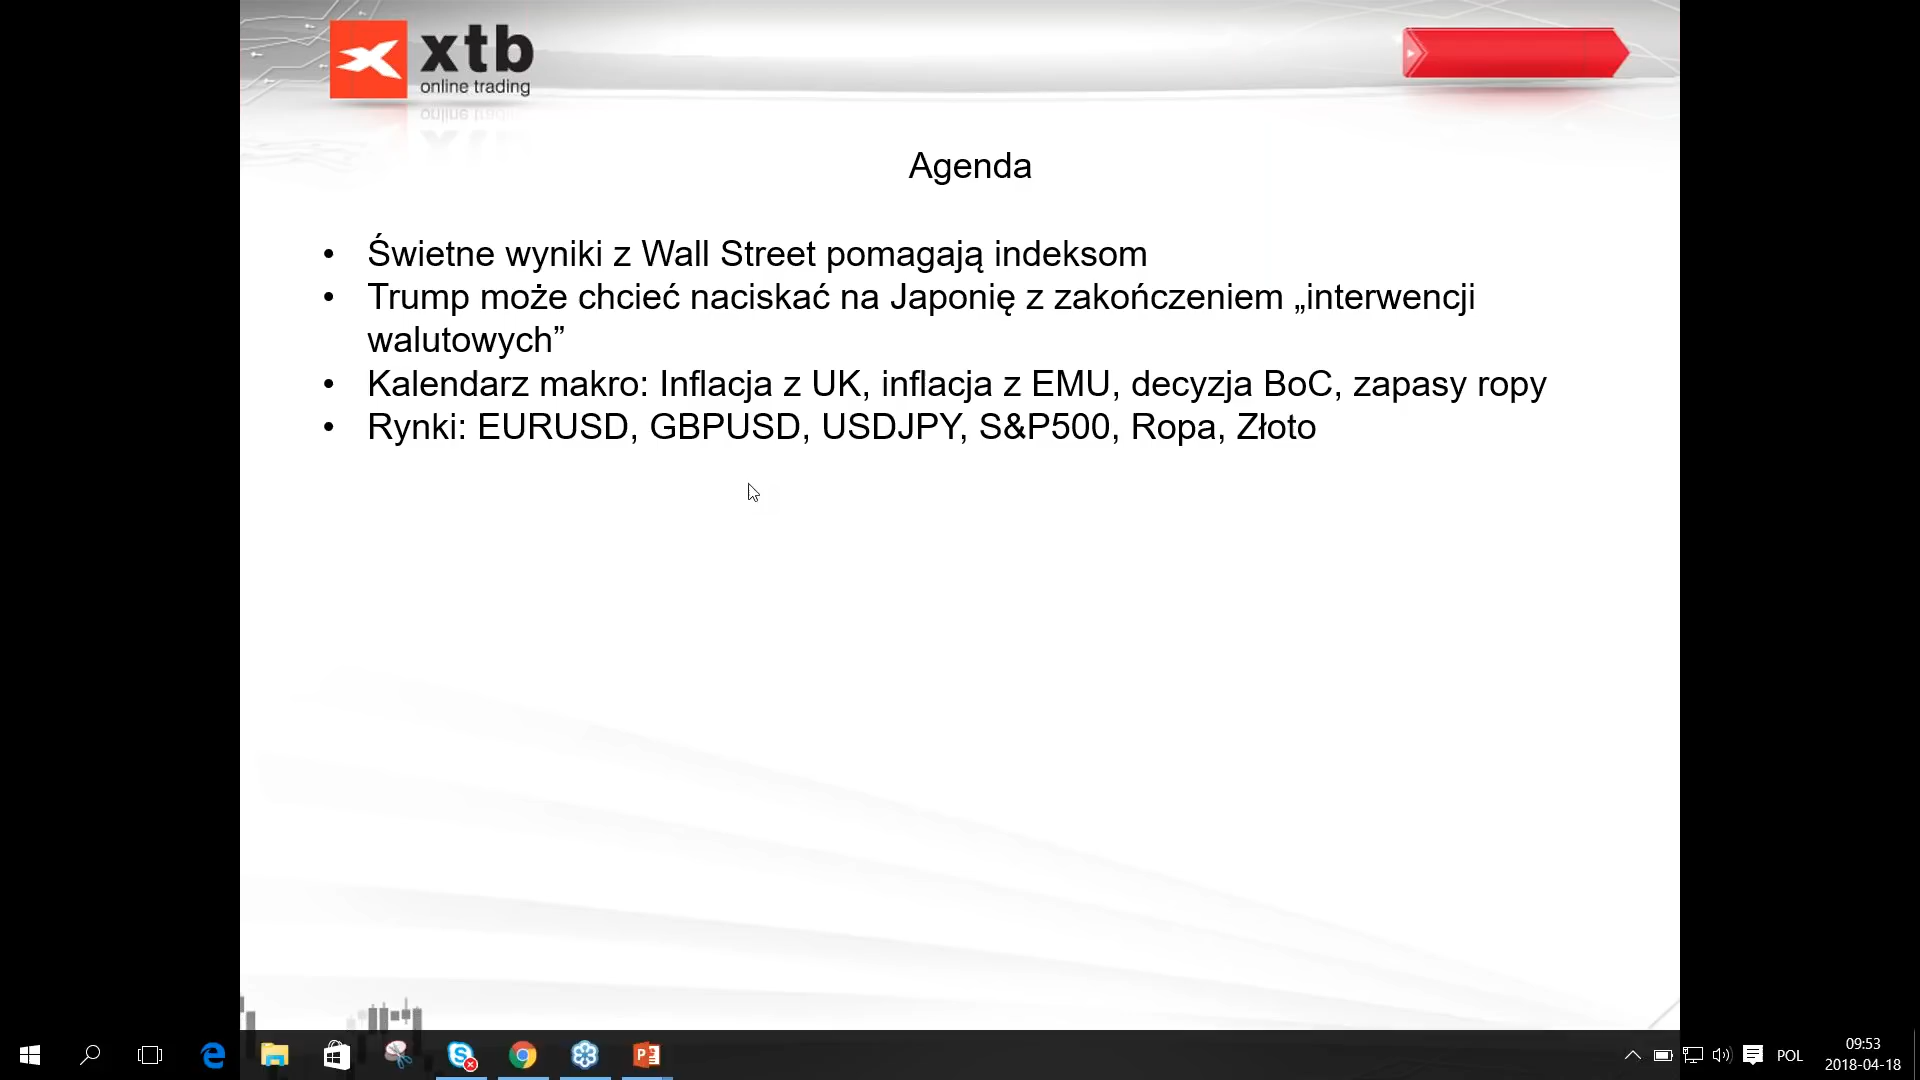 xtb
online trading
Agenda
• Świetne wyniki z Wall Street pomagają indeksom
• Trump może chcieć naciskać na Japonię z zakończeniem „interwencji
walutowych”
• Kalendarz makro: Inflacja z UK, inflacja z EMU, decyzja BoC, zapasy ropy
• Rynki: EURUSD, GBPUSD, USDJPY, S&P500, Ropa, Złoto
POL
09:53
2018-04-18